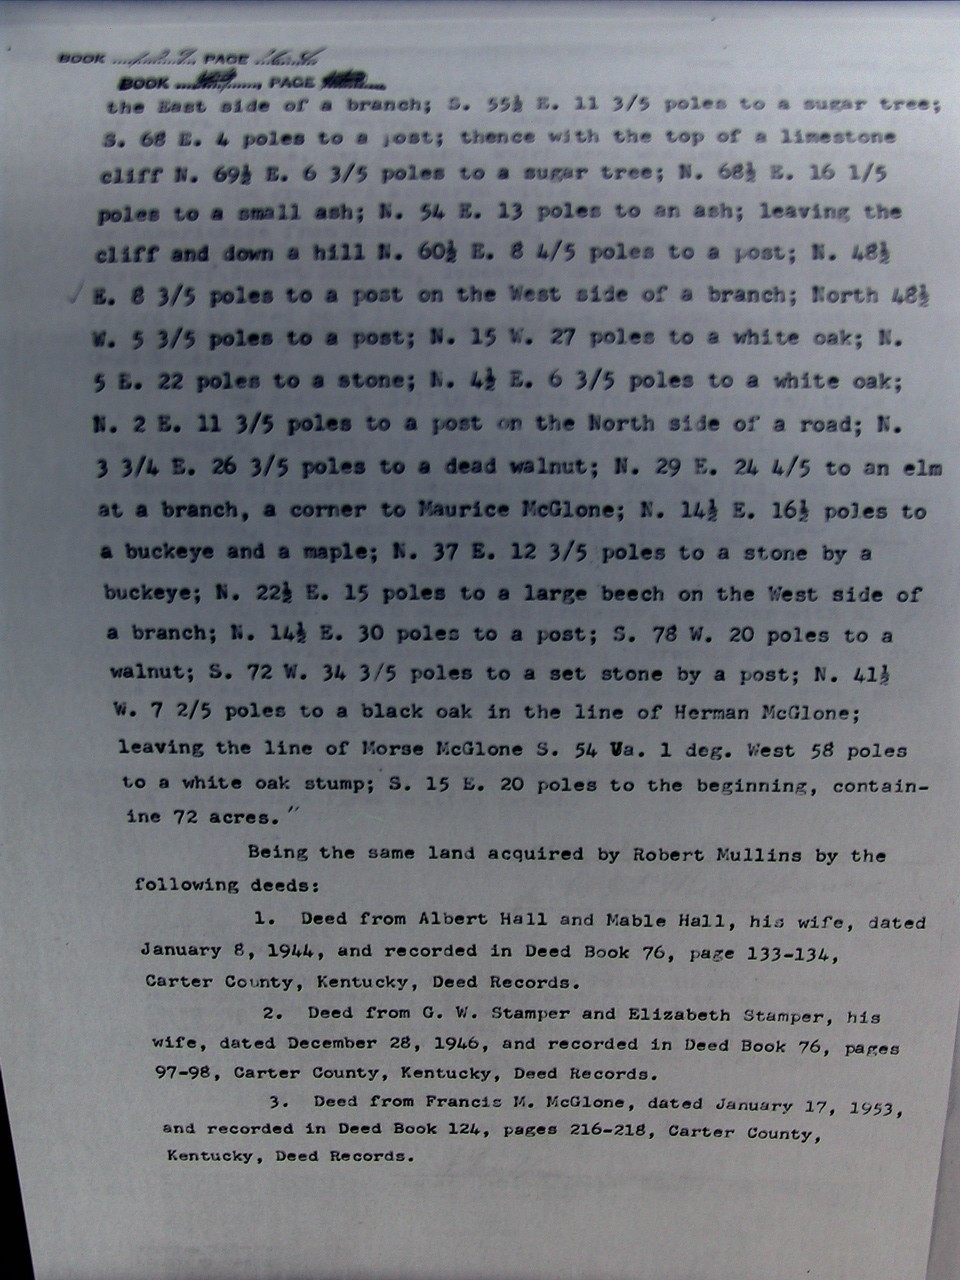 BOOK PAGE
BOOK PAGE
the East side of a branch; S. 55½ E. 11 3/5 poles to a sugar tree;
S. 68 E. 4 poles to a post; thence with the top of a limestone
cliff N. 69½ E. 6 3/5 poles to a sugar tree; N. 68½ E. 16 1/5
poles to a small ash; N. 54 E. 13 poles to an ash; leaving the
cliff and down a hill N. 60½ E. 8 4/5 poles to a post; N. 48½
E. 8 3/5 poles to a post on the West side of a branch; North 48½
W. 5 3/5 poles to a post; N. 15 W. 27 poles to a white oak; N.
5 E. 22 poles to a stone; N. 4½ E. 6 3/5 poles to a white oak;
N. 2 E. 11 3/5 poles to a post on the North side of a road; N.
3 3/4 E. 26 3/5 poles to a dead walnut; N. 29 E. 24 4/5 to an elm
at a branch, a corner to Maurice McGlone; N. 14½ E. 16½ poles to
a buckeye and a maple; N. 37 E. 12 3/5 poles to a stone by a
buckeye; N. 22½ E. 15 poles to a large beech on the West side of
a branch; N. 14½ E. 30 poles to a post; S. 78 W. 20 poles to a
walnut; S. 72 W. 34 3/5 poles to a set stone by a post; N. 41½
W. 7 2/5 poles to a black oak in the line of Herman McGlone;
leaving the line of Morse McGlone S. 54 Va. 1 deg. West 58 poles
to a white oak stump; S. 15 E. 20 poles to the beginning, contain-
ine 72 acres."
Being the same land acquired by Robert Mullins by the
following deeds:
1. Deed from Albert Hall and Mable Hall, his wife, dated
January 8, 1944, and recorded in Deed Book 76, page 133-134,
Carter County, Kentucky, Deed Records.
2. Deed from G. W. Stamper and Elizabeth Stamper, his
wife, dated December 28, 1946, and recorded in Deed Book 76, pages
97-98, Carter County, Kentucky, Deed Records.
3. Deed from Francis M. McGlone, dated January 17, 1953,
and recorded in Deed Book 124, pages 216-218, Carter County,
Kentucky, Deed Records.